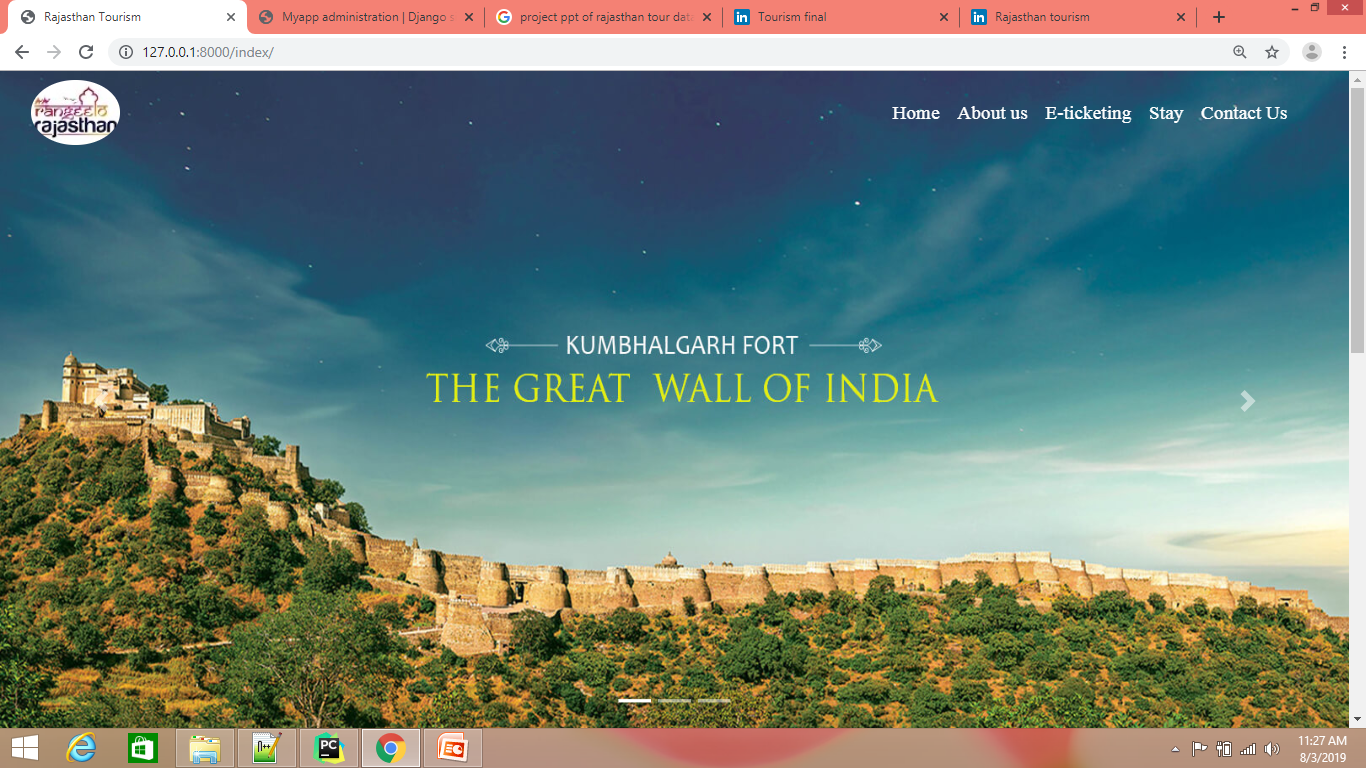 Rajasthan Tourism
Myapp administration | Django s
project ppt of rajasthan tour data
Tourism final
Rajasthan tourism
127.0.0.1:8000/index/
rangeelo
rajasthan
Home About us E-ticketing Stay Contact Us
KUMBHALGARH FORT
THE GREAT WALL OF INDIA
PC
11:27 AM
8/3/2019